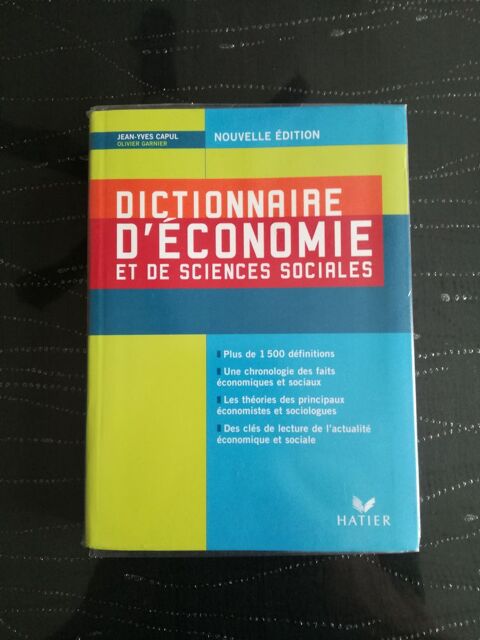 JEAN-YVES CAPUL
OLIVIER GARNIER
NOUVELLE ÉDITION
DICTIONNAIRE
D'ÉCONOMIE
ET DE SCIENCES SOCIALES
Plus de 1 500 définitions
Une chronologie des faits
économiques et sociaux
Les théories des principaux
économistes et sociologues
Des clés de lecture de l'actualité
économique et sociale
HATIER